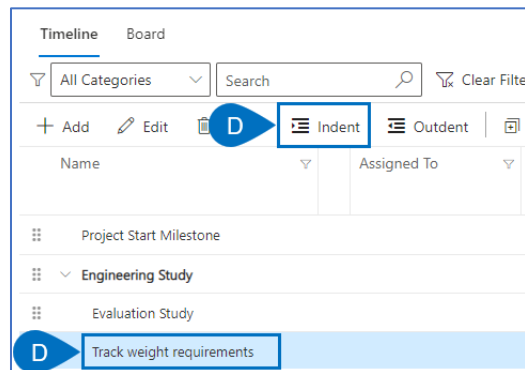 Timeline Board
All Categories Search Clear Filte
Add Edit D Indent Outdent
Name Assigned To
Project Start Milestone
Engineering Study
Evaluation Study
D Track weight requirements